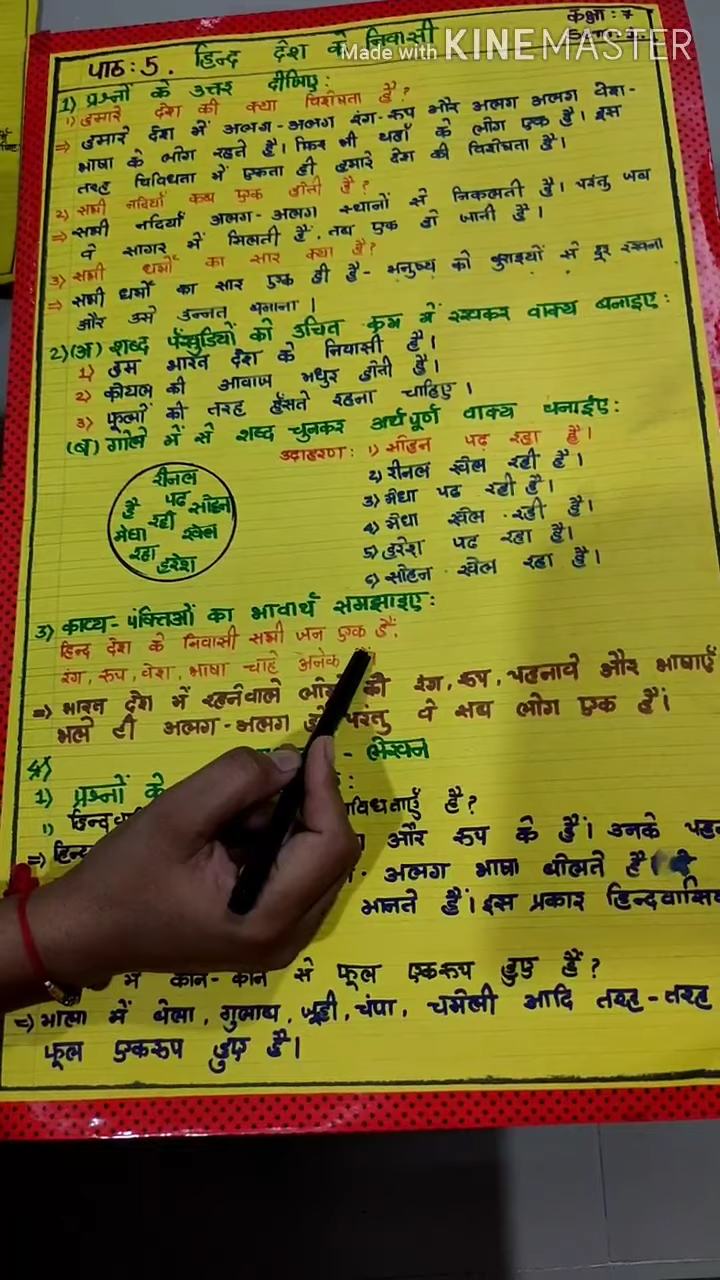 कक्षा : 7
Made with KINEMASTER
पाठ : 5. हिन्द देश के निवासी
1) प्रश्नों के उत्तर दीजिए :
1) हमारे देश की क्या विशेषता है?
⇒ हमारे देश में अलग-अलग रंग-रूप और अलग अलग वेश-
भाषा के लोग रहते है। फिर भी यहाँ के लोग एक है। इस
तरह विविधता में एकता ही हमारे देश की विशेषता है।
2) सभी नदियाँ कब एक होती है?
⇒ सभी नदियाँ अलग-अलग स्थानों से निकलती है। परंतु जब
वे सागर में मिलती है, तब एक हो जाती है।
3) सभी धर्मों का सार क्या है?
⇒ सभी धर्मों का सार एक ही है - मनुष्य को बुराइयों से दूर रखना
और उसे उन्नत बनाना।
2) (अ) शब्द पंखुडियों को उचित क्रम में रखकर वाक्य बनाइए :
1) हम भारत देश के निवासी है।
2) कोयल की आवाज मधुर होती है।
3) फूलों की तरह हँसते रहना चाहिए।
(ब) गोले में से शब्द चुनकर अर्थपूर्ण वाक्य बनाईए :
उदाहरण : 1) सोहन पढ़ रहा है।
रीनल
है पढ सोहन
मेधा रही खेल
रहा
हरेश
2) रीनल खेल रही है।
3) मेधा पढ रही है।
4) मेधा खेल रही है।
5) हरेश पढ रहा है।
6) सोहन खेल रहा है।
3) काव्य-पंक्तिओं का भावार्थ समझाइए :
हिन्द देश के निवासी सभी जन एक है,
रंग, रूप, वेश, भाषा चाहे अनेक
⇒ भारत देश में रहनेवाले की रंग, रूप, पहनावे और भाषाएँ
भले ही अलग-अलग परंतु वे सब लोग एक है।
4) - लेखन
1) प्रश्नों के :
1) है?
⇒ और रूप के है। उनके
अलग भाषा बोलते है।
मानते है। इस प्रकार
में कौन-कौन से फूल एकरूप हुए है?
⇒ माला में बेला, गुलाब, जूही, चंपा, चमेली आदि तरह-तरह
फूल एकरूप हुए है।